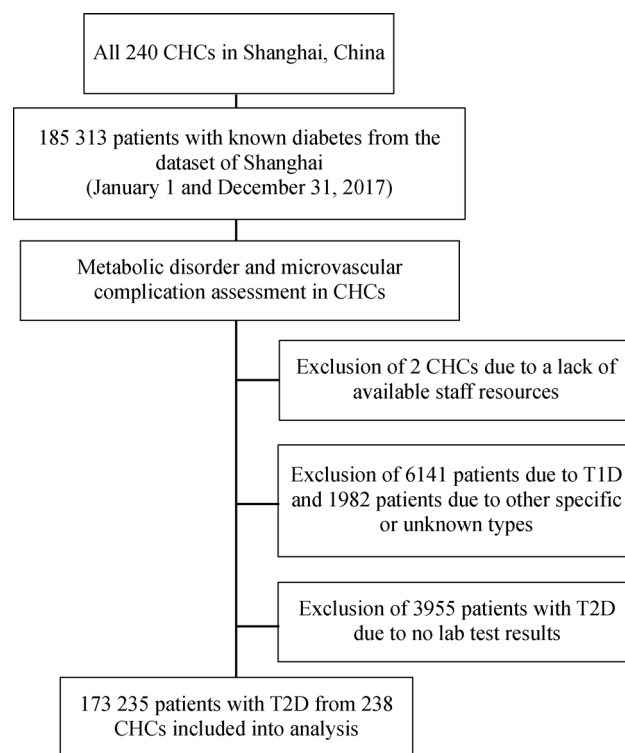 All 240 CHCs in Shanghai, China
185 313 patients with known diabetes from the
dataset of Shanghai
(January 1 and December 31, 2017)
Metabolic disorder and microvascular
complication assessment in CHCs
Exclusion of 2 CHCs due to a lack of
available staff resources
Exclusion of 6141 patients due to T1D
and 1982 patients due to other specific
or unknown types
Exclusion of 3955 patients with T2D
due to no lab test results
173 235 patients with T2D from 238
CHCs included into analysis